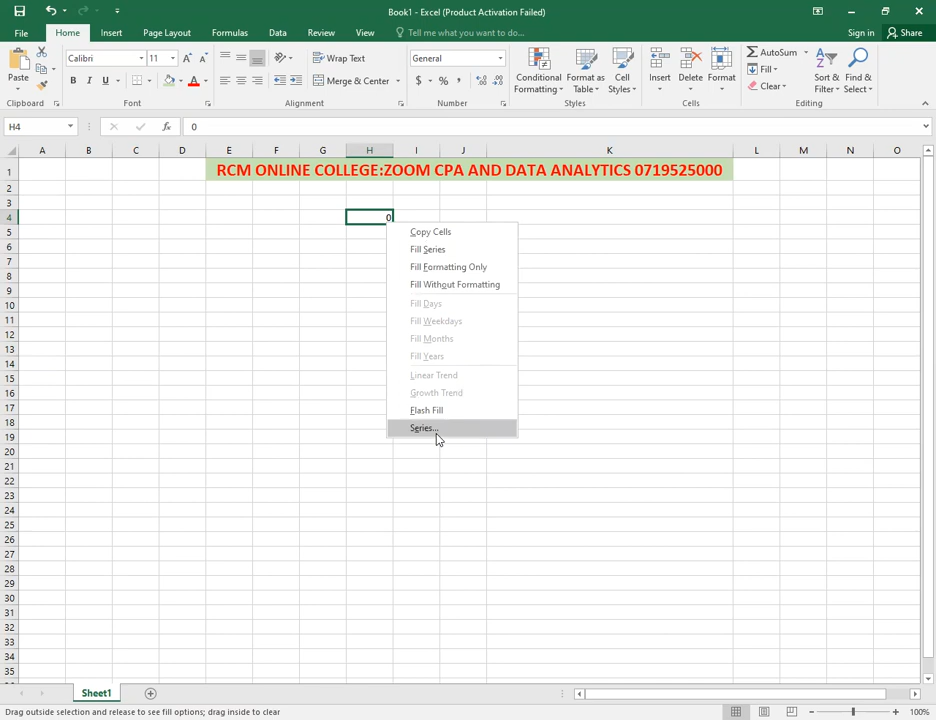 Book1 - Excel (Product Activation Failed)
File Home Insert Page Layout Formulas Data Review View Tell me what you want to do... Sign in Share
Paste
Calibri 11
Wrap Text
General
Conditional Formatting
Format as Table
Cell Styles
Insert Delete Format
AutoSum
Fill
Clear
Sort & Filter
Find & Select
B I U A
Merge & Center
$ % ,
Clipboard Font Alignment Number Styles Cells Editing
H4 fx 0
A B C D E F G H I J K L M N O
1 RCM ONLINE COLLEGE:ZOOM CPA AND DATA ANALYTICS 0719525000
2
3
4 0
5 Copy Cells
6 Fill Series
7 Fill Formatting Only
8 Fill Without Formatting
9
10 Fill Days
11 Fill Weekdays
12 Fill Months
13
14 Fill Years
15 Linear Trend
16 Growth Trend
17 Flash Fill
18 Series...
19
20
21
22
23
24
25
26
27
28
29
30
31
32
33
34
35
Sheet1
Drag outside selection and release to see fill options; drag inside to clear 100%